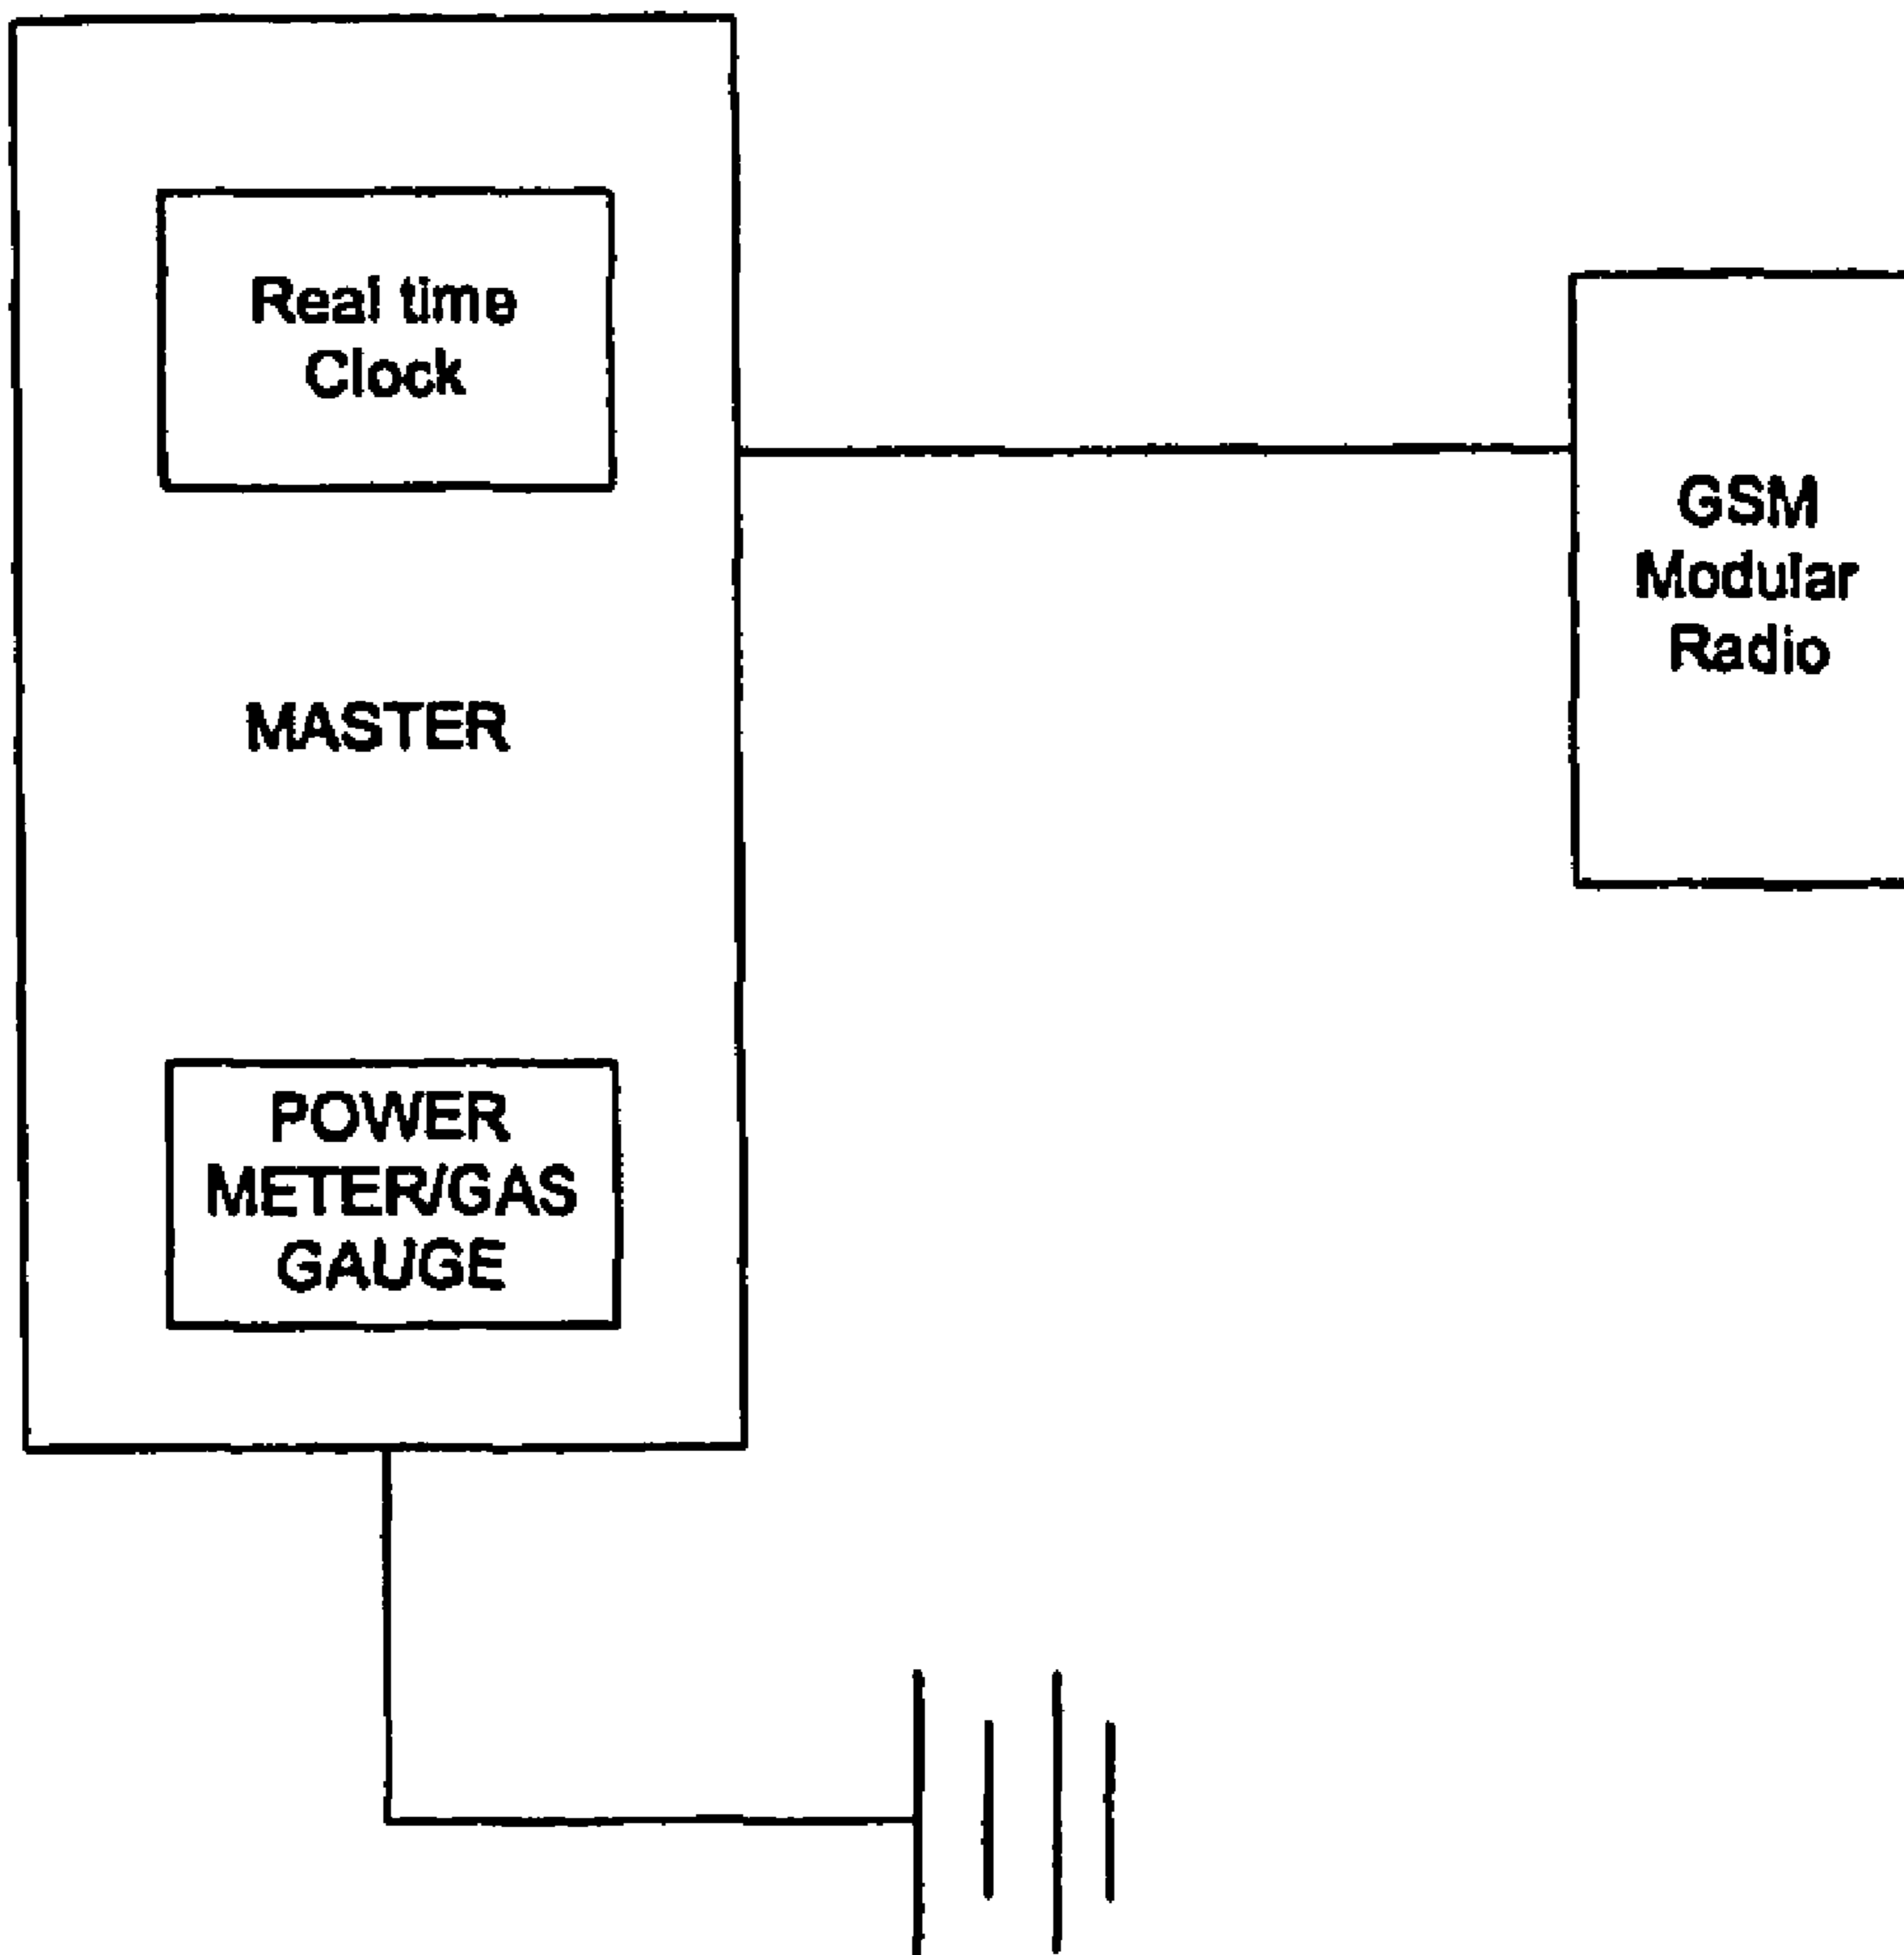 Real time
Clock
GSM
Modular
Radio
MASTER
POWER
METER/GAS
GAUGE